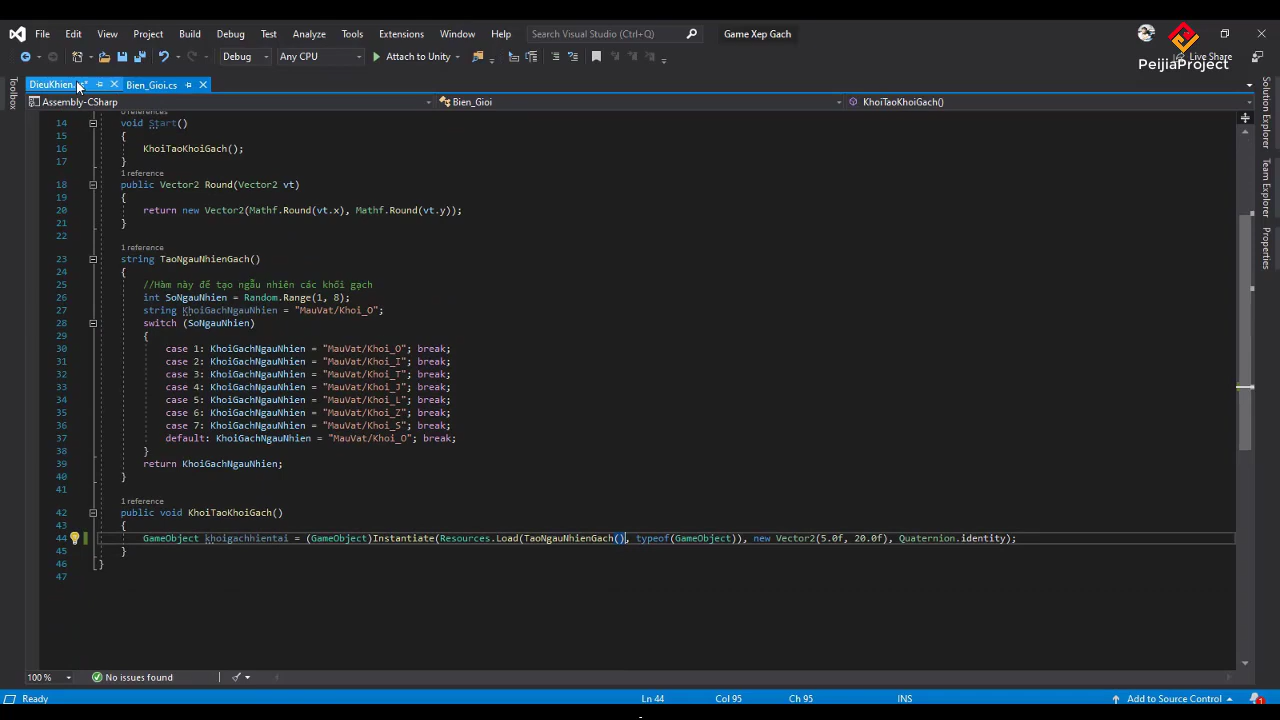 File Edit View Project Build Debug Test Analyze Tools Extensions Window Help Search Visual Studio (Ctrl+Q) Game Xep Gach
Debug Any CPU Attach to Unity Live Share
PeijiaProject
DieuKhien. Bien_Gioi.cs
Toolbox
Assembly-CSharp Bien_Gioi KhoiTaoKhoiGach()
Solution Explorer
Team Explorer
Properties
0 references
14 void Start()
15 {
16 KhoiTaoKhoiGach();
17 }
1 reference
18 public Vector2 Round(Vector2 vt)
19 {
20 return new Vector2(Mathf.Round(vt.x), Mathf.Round(vt.y));
21 }
22
1 reference
23 string TaoNgauNhienGach()
24 {
25 //Hàm này để tạo ngẫu nhiên các khối gạch
26 int SoNgauNhien = Random.Range(1, 8);
27 string KhoiGachNgauNhien = "MauVat/Khoi_O";
28 switch (SoNgauNhien)
29 {
30 case 1: KhoiGachNgauNhien = "MauVat/Khoi_O"; break;
31 case 2: KhoiGachNgauNhien = "MauVat/Khoi_I"; break;
32 case 3: KhoiGachNgauNhien = "MauVat/Khoi_T"; break;
33 case 4: KhoiGachNgauNhien = "MauVat/Khoi_J"; break;
34 case 5: KhoiGachNgauNhien = "MauVat/Khoi_L"; break;
35 case 6: KhoiGachNgauNhien = "MauVat/Khoi_Z"; break;
36 case 7: KhoiGachNgauNhien = "MauVat/Khoi_S"; break;
37 default: KhoiGachNgauNhien = "MauVat/Khoi_O"; break;
38 }
39 return KhoiGachNgauNhien;
40 }
41
1 reference
42 public void KhoiTaoKhoiGach()
43 {
44 GameObject khoigachhientai = (GameObject)Instantiate(Resources.Load(TaoNgauNhienGach(), typeof(GameObject)), new Vector2(5.0f, 20.0f), Quaternion.identity);
45 }
46 }
47
100 % No issues found
Ready Ln 44 Col 95 Ch 95 INS Add to Source Control 1